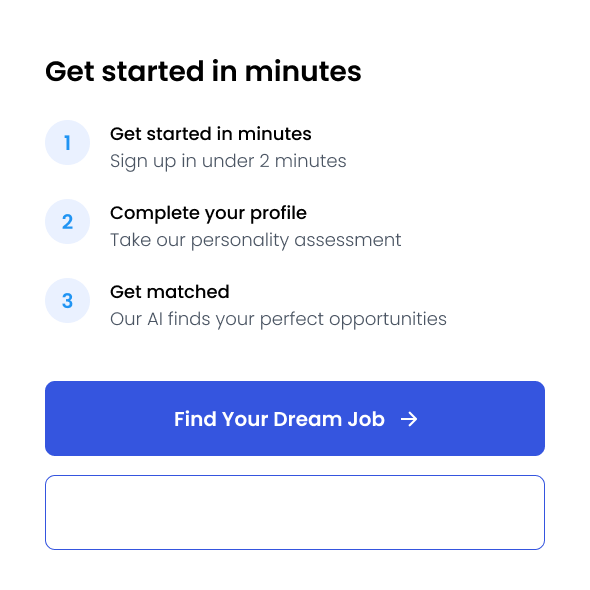 Get started in minutes
1
Get started in minutes
Sign up in under 2 minutes
2
Complete your profile
Take our personality assessment
3
Get matched
Our AI finds your perfect opportunities
Find Your Dream Job →